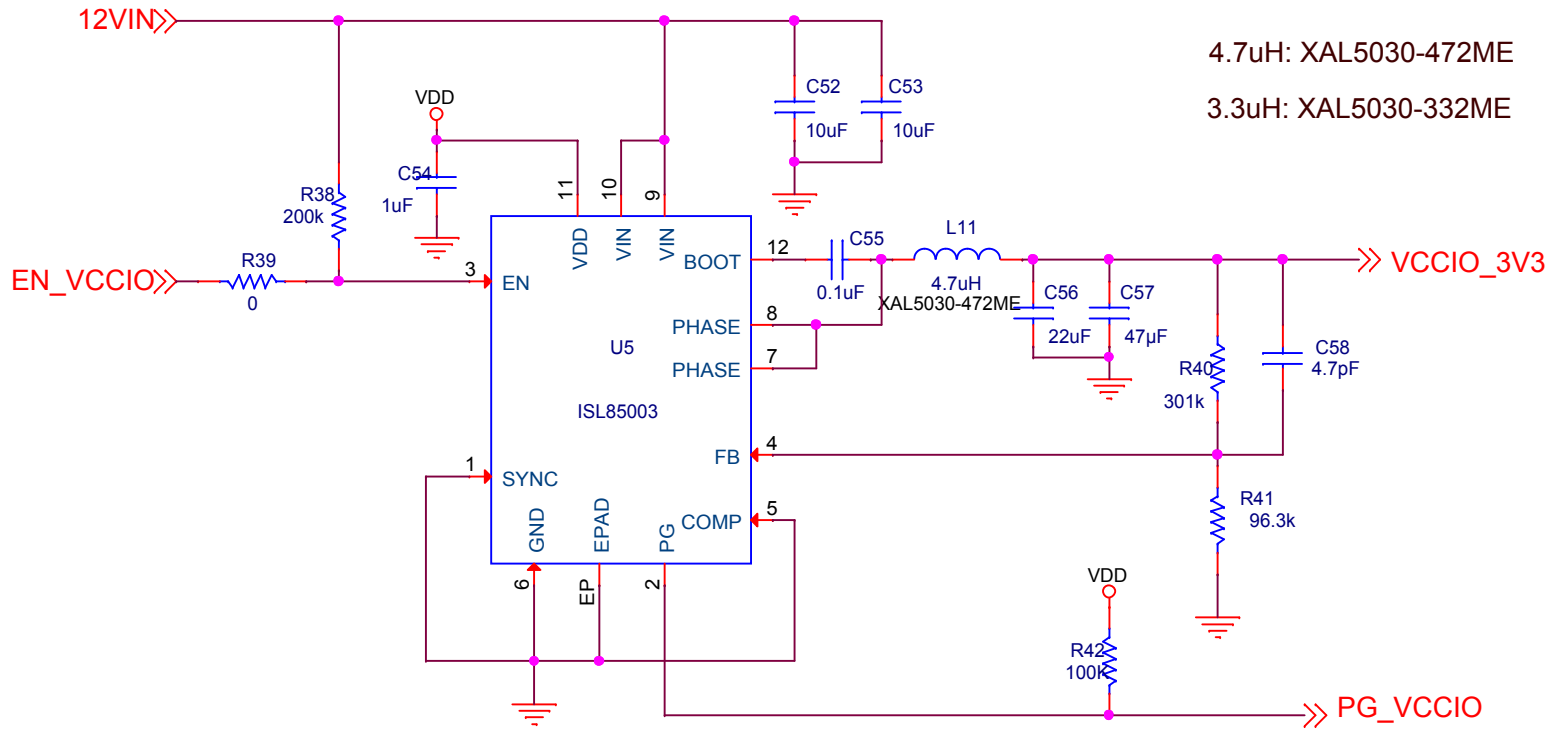 12VIN
4.7uH: XAL5030-472ME
3.3uH: XAL5030-332ME
VDD
C52
10uF
C53
10uF
C54
1uF
R38
200k
11
10
9
VDD
VIN
VIN
EN_VCCIO
R39
0
3
EN
BOOT
12
C55
0.1uF
L11
4.7uH
XAL5030-472ME
VCCIO_3V3
C56
22uF
C57
47µF
PHASE
8
PHASE
7
U5
ISL85003
R40
301k
C58
4.7pF
FB
4
1
SYNC
COMP
5
R41
96.3k
GND
EPAD
PG
6
EP
2
VDD
R42
100K
PG_VCCIO